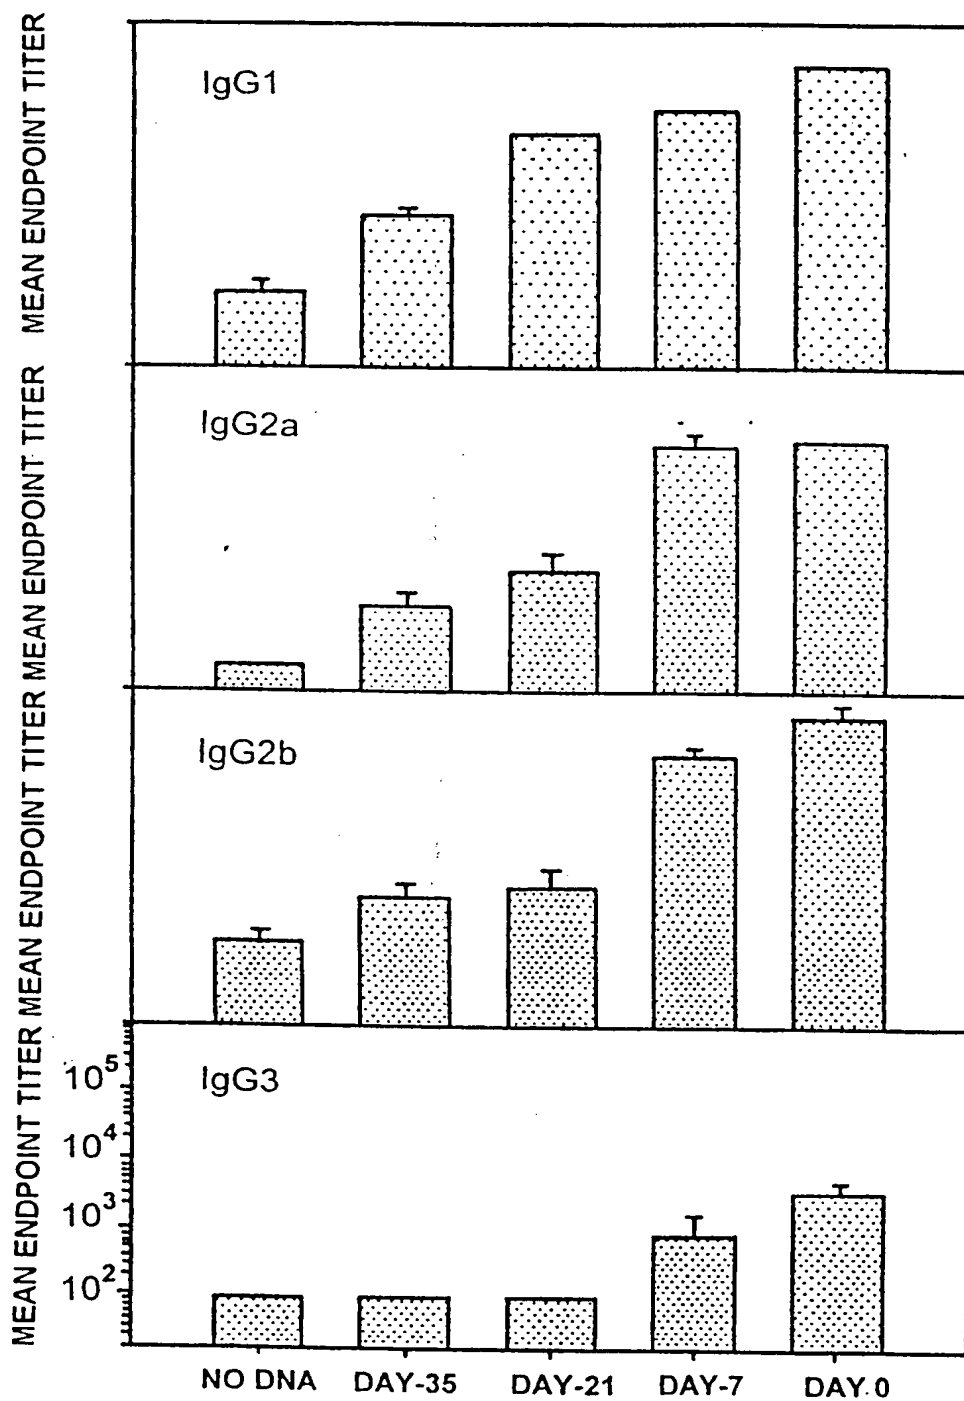 MEAN ENDPOINT TITER
IgG1
MEAN ENDPOINT TITER
IgG2a
MEAN ENDPOINT TITER
IgG2b
MEAN ENDPOINT TITER
IgG3
10⁵
10⁴
10³
10²
NO DNA DAY-35 DAY-21 DAY-7 DAY 0